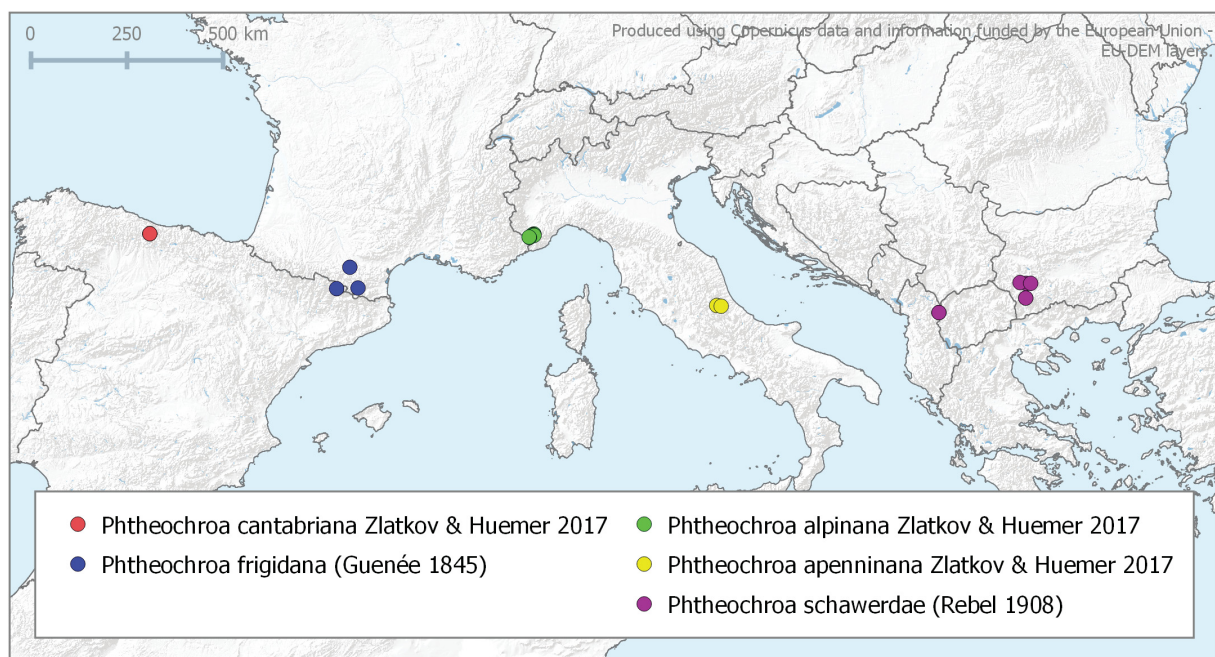 0 250 500 km
Produced using Copernicus data and information funded by the European Union -
EU-DEM layers.
Phtheochroa cantabriana Zlatkov & Huemer 2017
Phtheochroa frigidana (Guenée 1845)
Phtheochroa alpinana Zlatkov & Huemer 2017
Phtheochroa apenninana Zlatkov & Huemer 2017
Phtheochroa schawerdae (Rebel 1908)